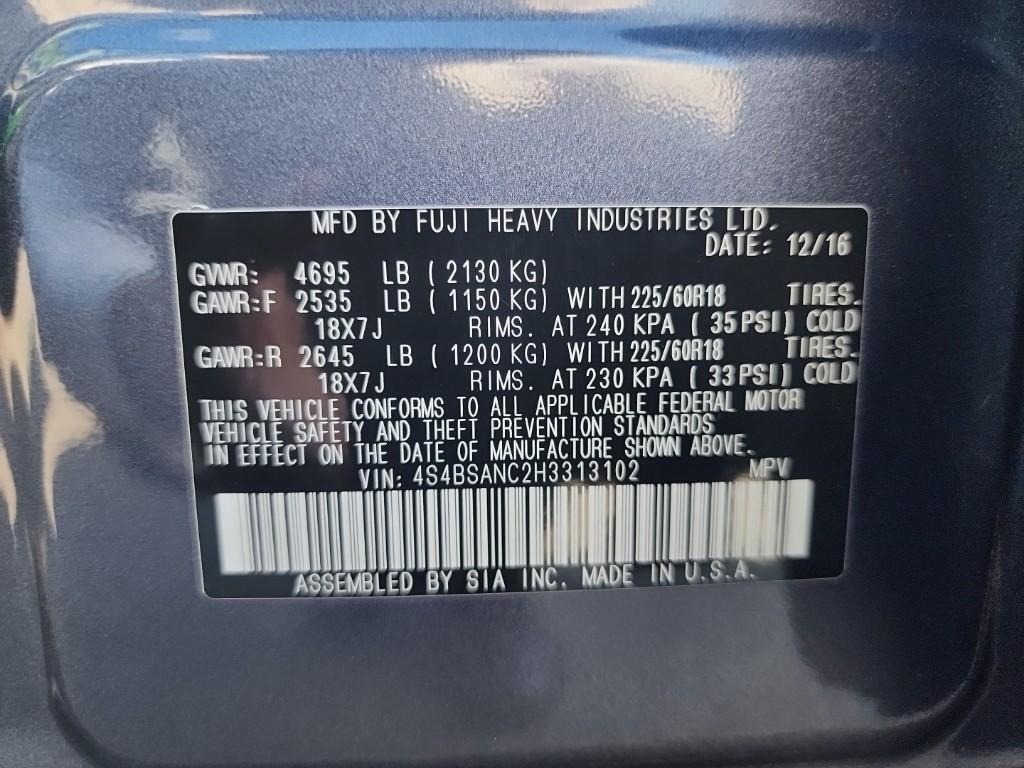 MFD BY FUJI HEAVY INDUSTRIES LTD.
DATE: 12/16
GVWR: 4695 LB ( 2130 KG)
GAWR:F 2535 LB ( 1150 KG) WITH 225/60R18 TIRES.
18X7J RIMS. AT 240 KPA ( 35PSI) COLD
GAWR:R 2645 LB ( 1200 KG) WITH 225/60R18 TIRES.
18X7J RIMS. AT 230 KPA ( 33PSI) COLD
THIS VEHICLE CONFORMS TO ALL APPLICABLE FEDERAL MOTOR
VEHICLE SAFETY AND THEFT PREVENTION STANDARDS
IN EFFECT ON THE DATE OF MANUFACTURE SHOWN ABOVE.
VIN: 4S4BSANC2H3313102 MPV
ASSEMBLED BY SIA INC. MADE IN U.S.A.